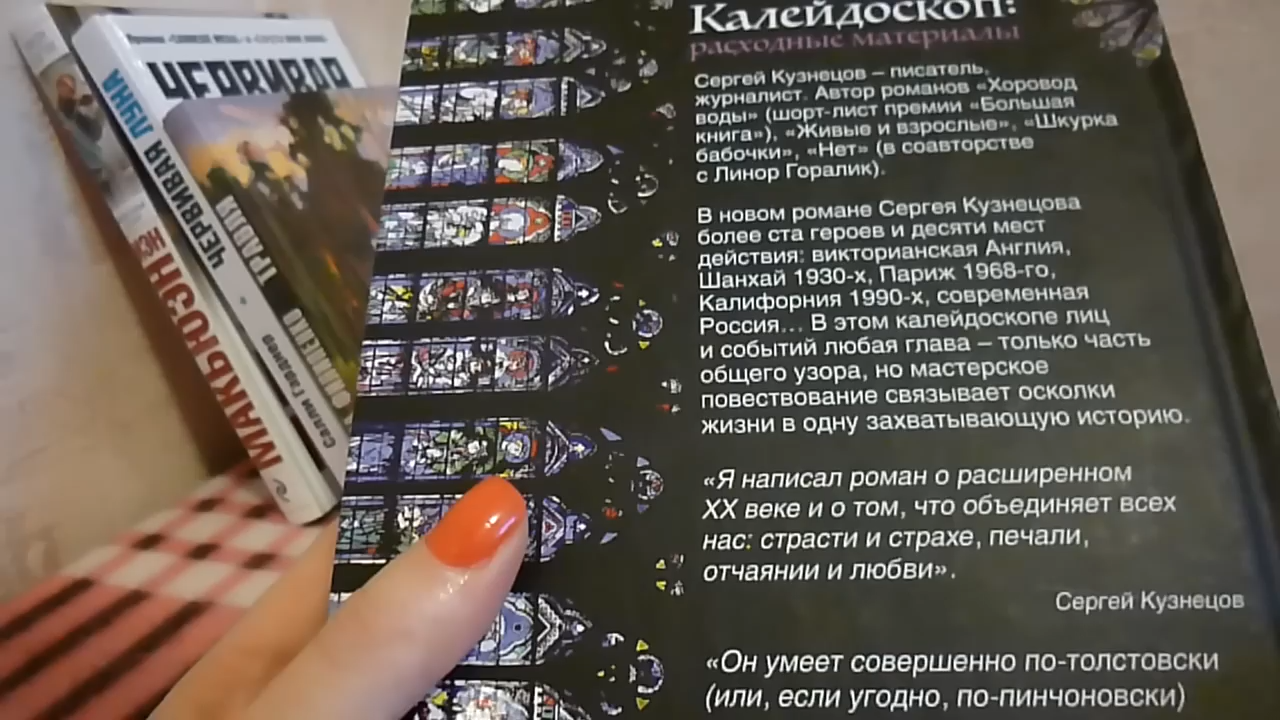 Калейдоскоп:
расходные материалы
Сергей Кузнецов – писатель,
журналист. Автор романов «Хоровод
воды» (шорт-лист премии «Большая
книга»), «Живые и взрослые», «Шкурка
бабочки», «Нет» (в соавторстве
с Линор Горалик).
В новом романе Сергея Кузнецова
более ста героев и десяти мест
действия: викторианская Англия,
Шанхай 1930-х, Париж 1968-го,
Калифорния 1990-х, современная
Россия... В этом калейдоскопе лиц
и событий любая глава – только часть
общего узора, но мастерское
повествование связывает осколки
жизни в одну захватывающую историю.
«Я написал роман о расширенном
XX веке и о том, что объединяет всех
нас: страсти и страхе, печали,
отчаянии и любви».
Сергей Кузнецов
«Он умеет совершенно по-толстовски
(или, если угодно, по-пинчоновски)
ЧЕРВИВАЯ
ЧЕРВИВАЯ ЛУНА
Салли Гарднер
МАКЬЮЭН
ТРАВЛЯ